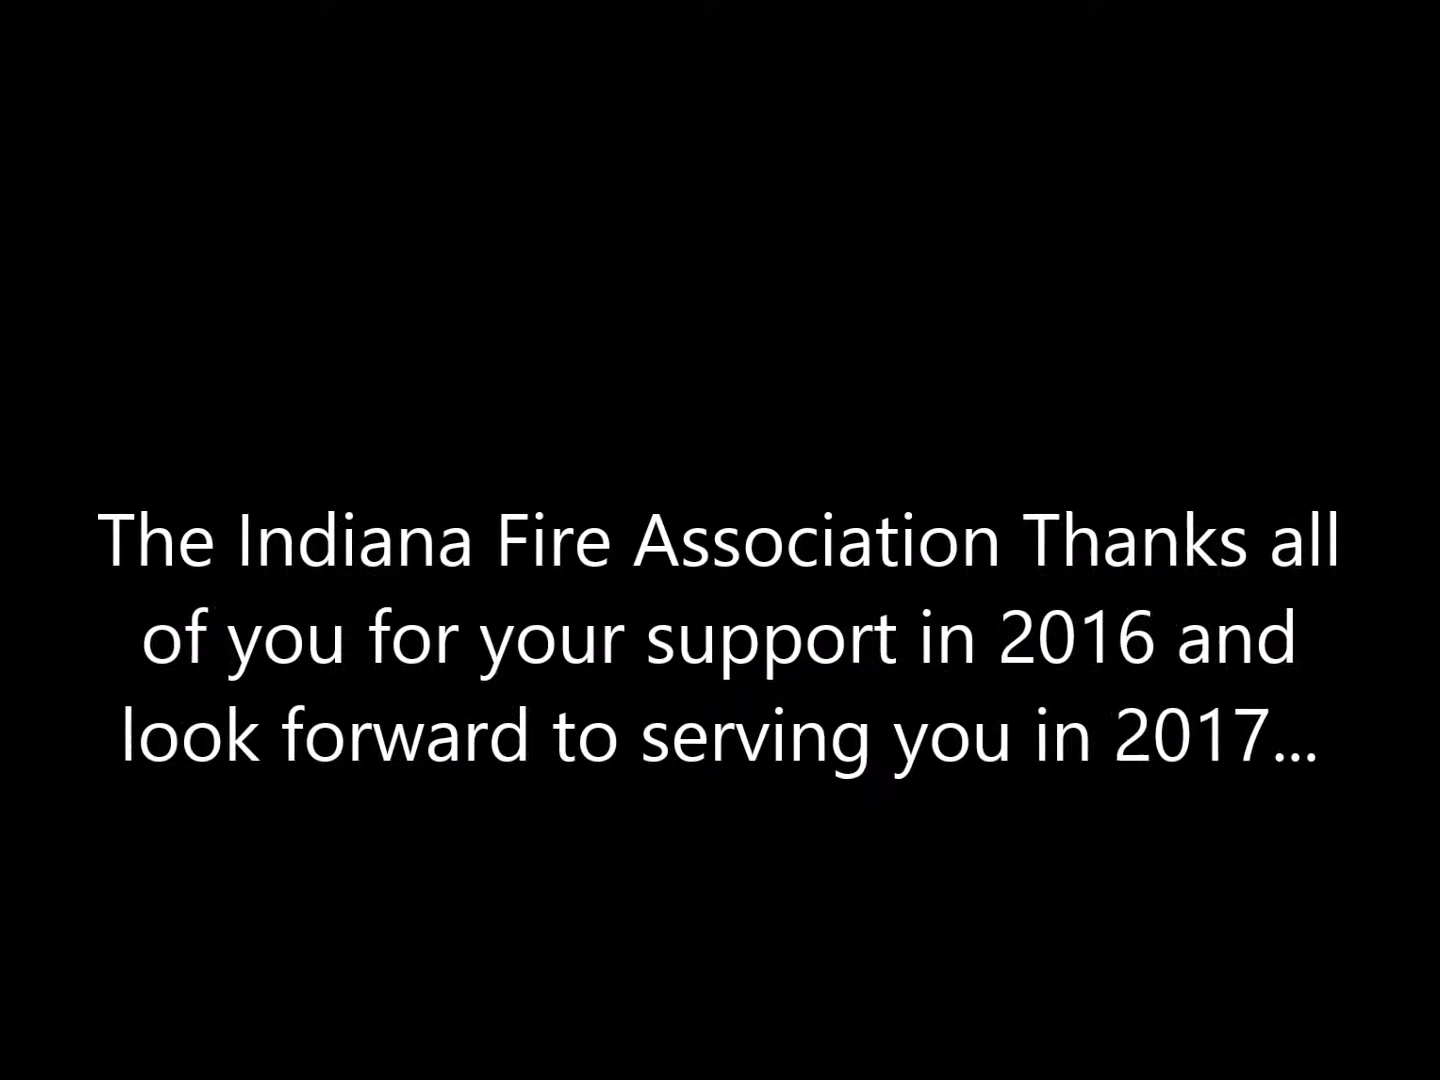 The Indiana Fire Association Thanks all
of you for your support in 2016 and
look forward to serving you in 2017...